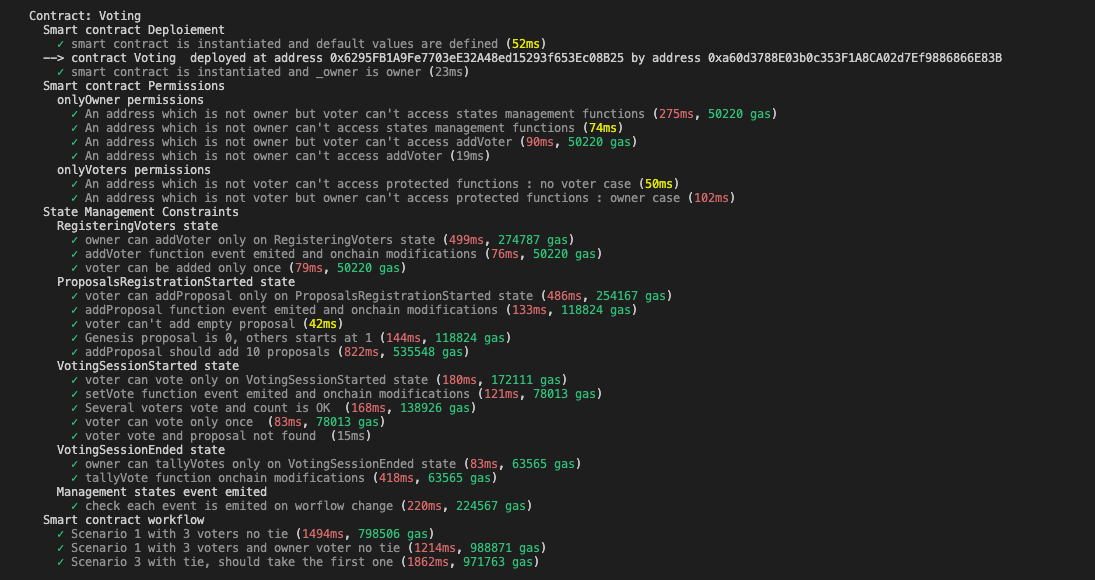 Contract: Voting
Smart contract Deploiement
✓ smart contract is instantiated and default values are defined (52ms)
--> contract Voting  deployed at address 0x6295FB1A9Fe7703eE32A48ed15293f653Ec08B25 by address 0xa60d3788E03b0c353F1A8CA02d7Ef9886866E83B
✓ smart contract is instantiated and _owner is owner (23ms)
Smart contract Permissions
onlyOwner permissions
✓ An address which is not owner but voter can't access states management functions (275ms, 50220 gas)
✓ An address which is not owner can't access states management functions (74ms)
✓ An address which is not owner but voter can't access addVoter (90ms, 50220 gas)
✓ An address which is not owner can't access addVoter (19ms)
onlyVoters permissions
✓ An address which is not voter can't access protected functions : no voter case (50ms)
✓ An address which is not voter but owner can't access protected functions : owner case (102ms)
State Management Constraints
RegisteringVoters state
✓ owner can addVoter only on RegisteringVoters state (499ms, 274787 gas)
✓ addVoter function event emited and onchain modifications (76ms, 50220 gas)
✓ voter can be added only once (79ms, 50220 gas)
ProposalsRegistrationStarted state
✓ voter can addProposal only on ProposalsRegistrationStarted state (486ms, 254167 gas)
✓ addProposal function event emited and onchain modifications (133ms, 118824 gas)
✓ voter can't add empty proposal (42ms)
✓ Genesis proposal is 0, others starts at 1 (144ms, 118824 gas)
✓ addProposal should add 10 proposals (822ms, 535548 gas)
VotingSessionStarted state
✓ voter can vote only on VotingSessionStarted state (180ms, 172111 gas)
✓ setVote function event emited and onchain modifications (121ms, 78013 gas)
✓ Several voters vote and count is OK  (168ms, 138926 gas)
✓ voter can vote only once  (83ms, 78013 gas)
✓ voter vote and proposal not found  (15ms)
VotingSessionEnded state
✓ owner can tallyVotes only on VotingSessionEnded state (83ms, 63565 gas)
✓ tallyVote function onchain modifications (418ms, 63565 gas)
Management states event emited
✓ check each event is emited on worflow change (220ms, 224567 gas)
Smart contract workflow
✓ Scenario 1 with 3 voters no tie (1494ms, 798506 gas)
✓ Scenario 1 with 3 voters and owner voter no tie (1214ms, 988871 gas)
✓ Scenario 3 with tie, should take the first one (1862ms, 971763 gas)